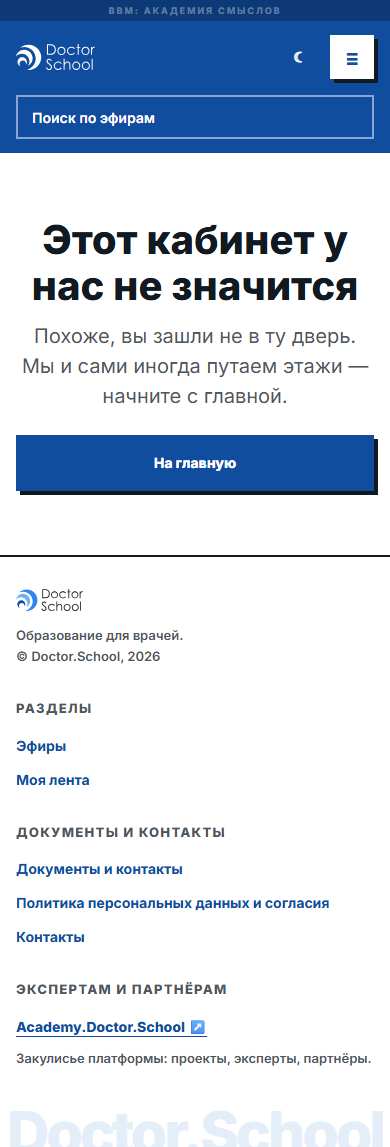 ВВМ: АКАДЕМИЯ СМЫСЛОВ
Doctor
School
Поиск по эфирам
Этот кабинет у
нас не значится
Похоже, вы зашли не в ту дверь.
Мы и сами иногда путаем этажи —
начните с главной.
На главную
Doctor
School
Образование для врачей.
© Doctor.School, 2026
РАЗДЕЛЫ
Эфиры
Моя лента
ДОКУМЕНТЫ И КОНТАКТЫ
Документы и контакты
Политика персональных данных и согласия
Контакты
ЭКСПЕРТАМ И ПАРТНЁРАМ
Academy.Doctor.School ↗
Закулисье платформы: проекты, эксперты, партнёры.
Doctor.School